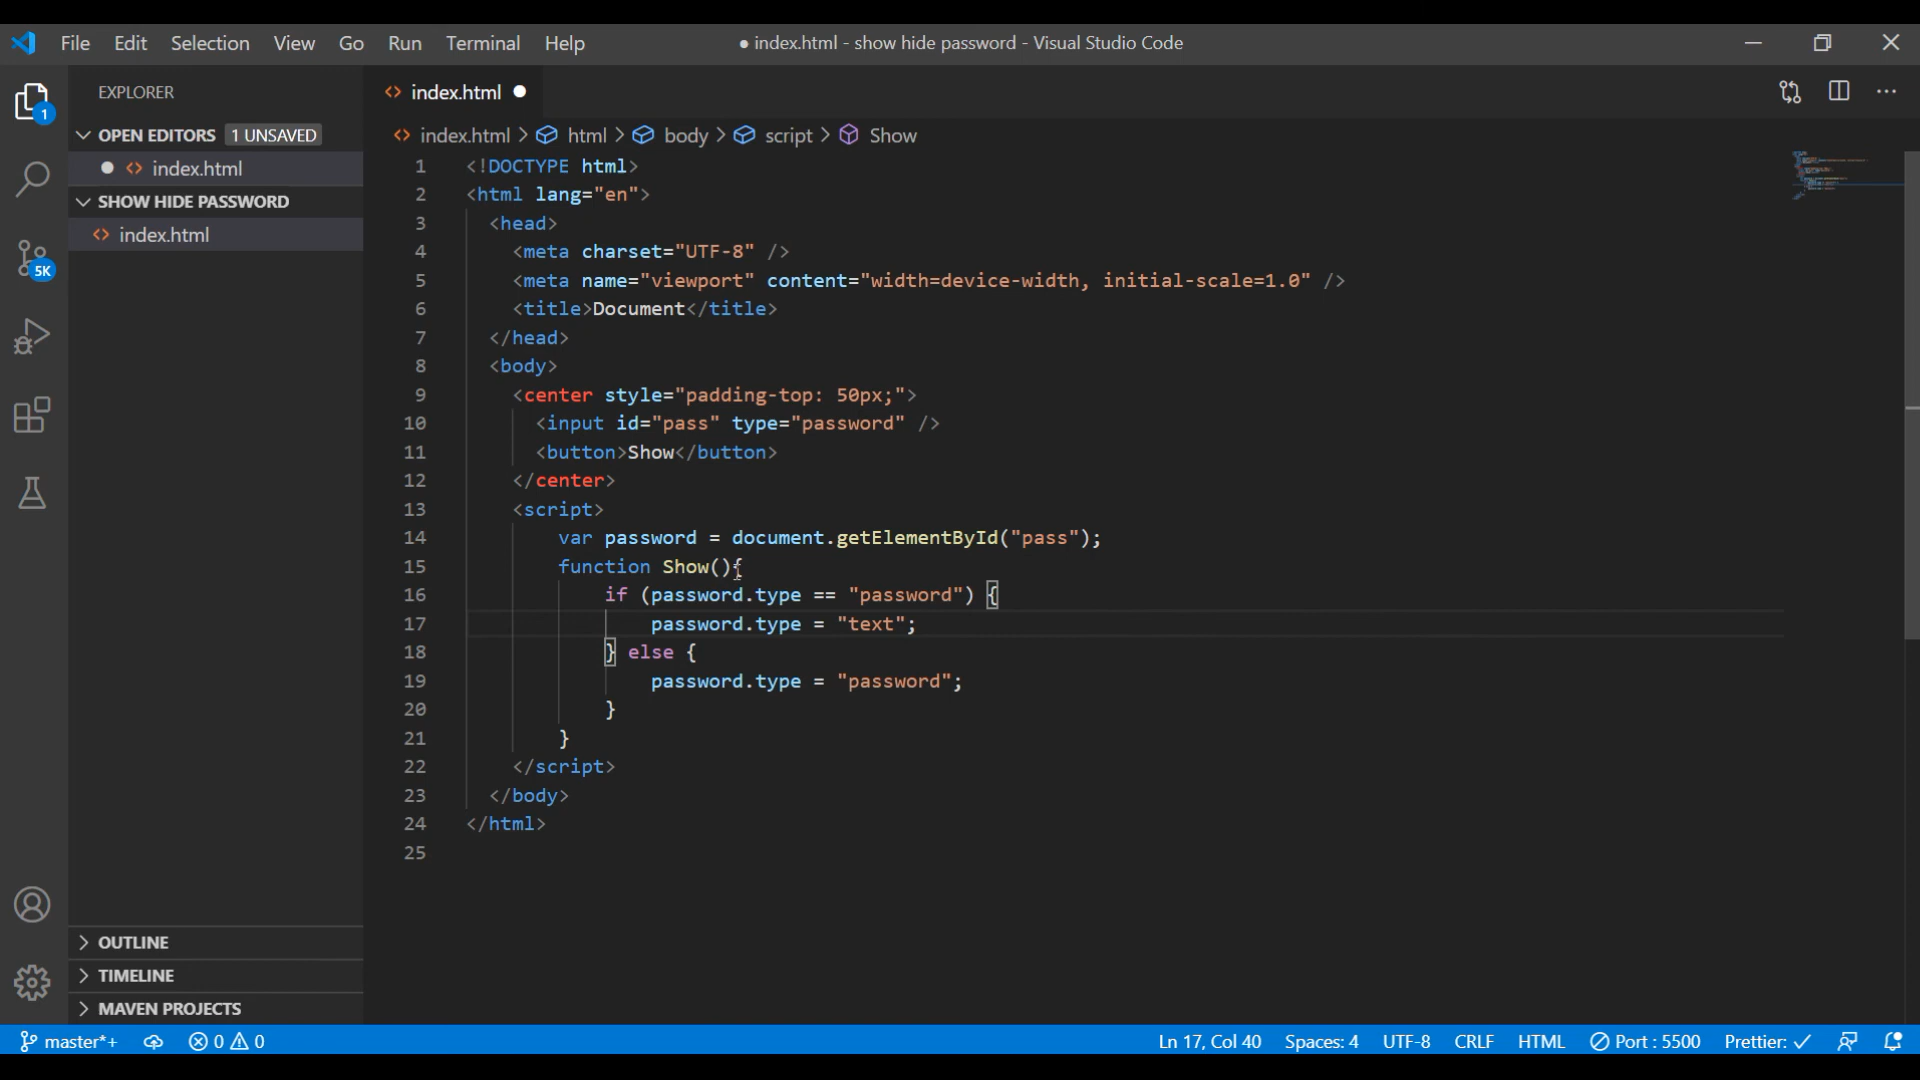 File Edit Selection View Go Run Terminal Help
● index.html - show hide password - Visual Studio Code
EXPLORER
1
OPEN EDITORS 1 UNSAVED
index.html
SHOW HIDE PASSWORD
index.html
5K
OUTLINE
TIMELINE
MAVEN PROJECTS
index.html
index.html > html > body > script > Show
1 <!DOCTYPE html>
2 <html lang="en">
3 <head>
4 <meta charset="UTF-8" />
5 <meta name="viewport" content="width=device-width, initial-scale=1.0" />
6 <title>Document</title>
7 </head>
8 <body>
9 <center style="padding-top: 50px;">
10 <input id="pass" type="password" />
11 <button>Show</button>
12 </center>
13 <script>
14 var password = document.getElementById("pass");
15 function Show(){
16 if (password.type == "password") {
17 password.type = "text";
18 } else {
19 password.type = "password";
20 }
21 }
22 </script>
23 </body>
24 </html>
25
master*+ 0 0 Ln 17, Col 40 Spaces: 4 UTF-8 CRLF HTML Port : 5500 Prettier: ✓